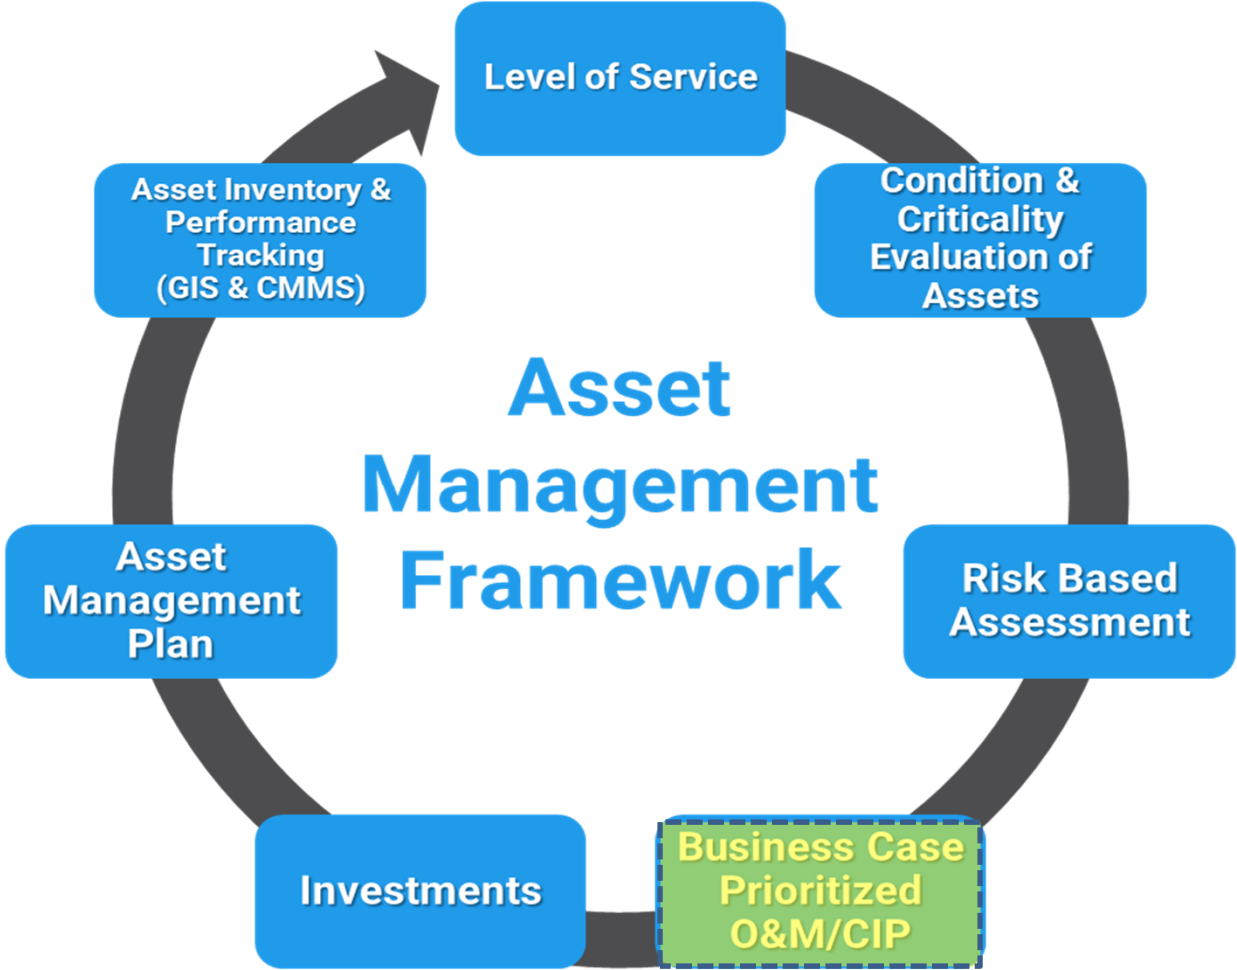 Level of Service
Condition &
Criticality
Evaluation of
Assets
Risk Based
Assessment
Business Case
Prioritized
O&M/CIP
Investments
Asset
Management
Plan
Asset Inventory &
Performance
Tracking
(GIS & CMMS)
Asset
Management
Framework